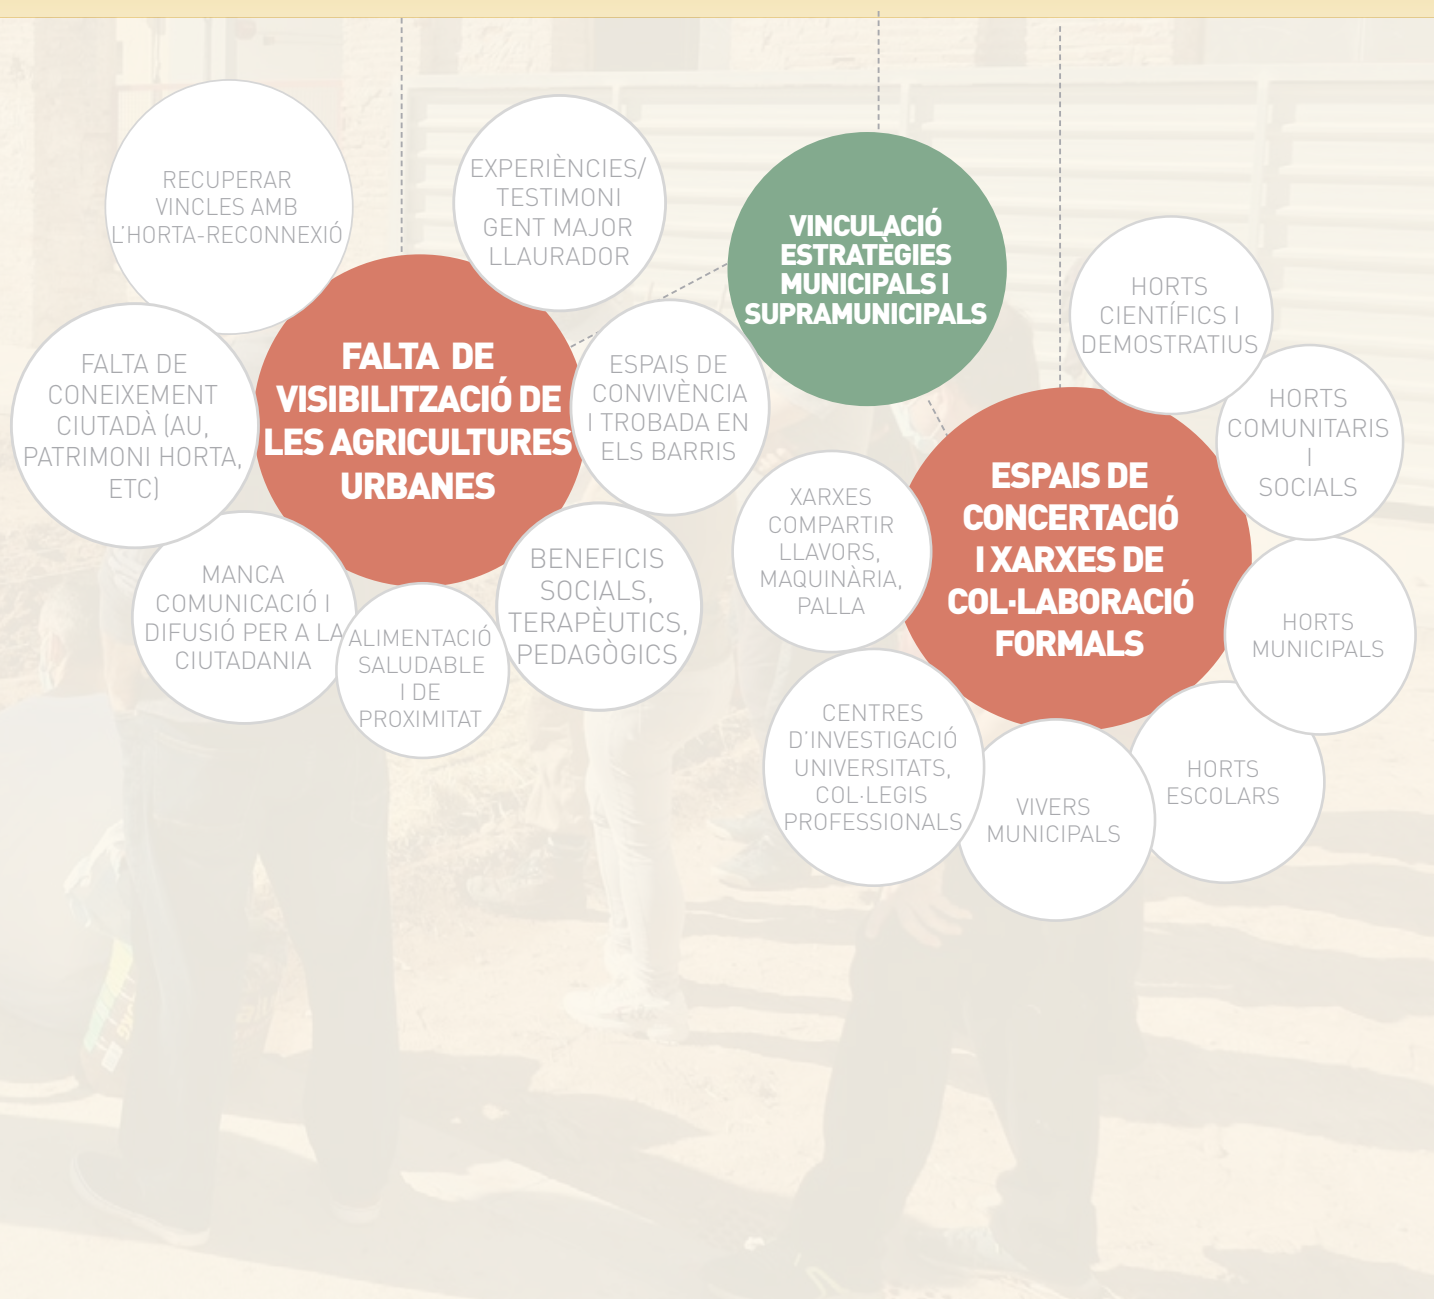 RECUPERAR
VINCLES AMB
L'HORTA-RECONNEXIÓ
EXPERIÈNCIES/
TESTIMONI
GENT MAJOR
LLAURADOR
FALTA DE
CONEIXEMENT
CIUTADÀ (AU,
PATRIMONI HORTA,
ETC)
FALTA DE
VISIBILITZACIÓ DE
LES AGRICULTURES
URBANES
ESPAIS DE
CONVIVÈNCIA
I TROBADA EN
ELS BARRIS
MANCA
COMUNICACIÓ I
DIFUSIÓ PER A LA
CIUTADANIA
ALIMENTACIÓ
SALUDABLE
I DE
PROXIMITAT
BENEFICIS
SOCIALS,
TERAPÈUTICS,
PEDAGÒGICS
VINCULACIÓ
ESTRATÈGIES
MUNICIPALS I
SUPRAMUNICIPALS
HORTS
CIENTÍFICS I
DEMOSTRATIUS
HORTS
COMUNITARIS
I
SOCIALS
XARXES
COMPARTIR
LLAVORS,
MAQUINÀRIA,
PALLA
ESPAIS DE
CONCERTACIÓ
I XARXES DE
COL·LABORACIÓ
FORMALS
HORTS
MUNICIPALS
CENTRES
D'INVESTIGACIÓ
UNIVERSITATS,
COL·LEGIS
PROFESSIONALS
VIVERS
MUNICIPALS
HORTS
ESCOLARS